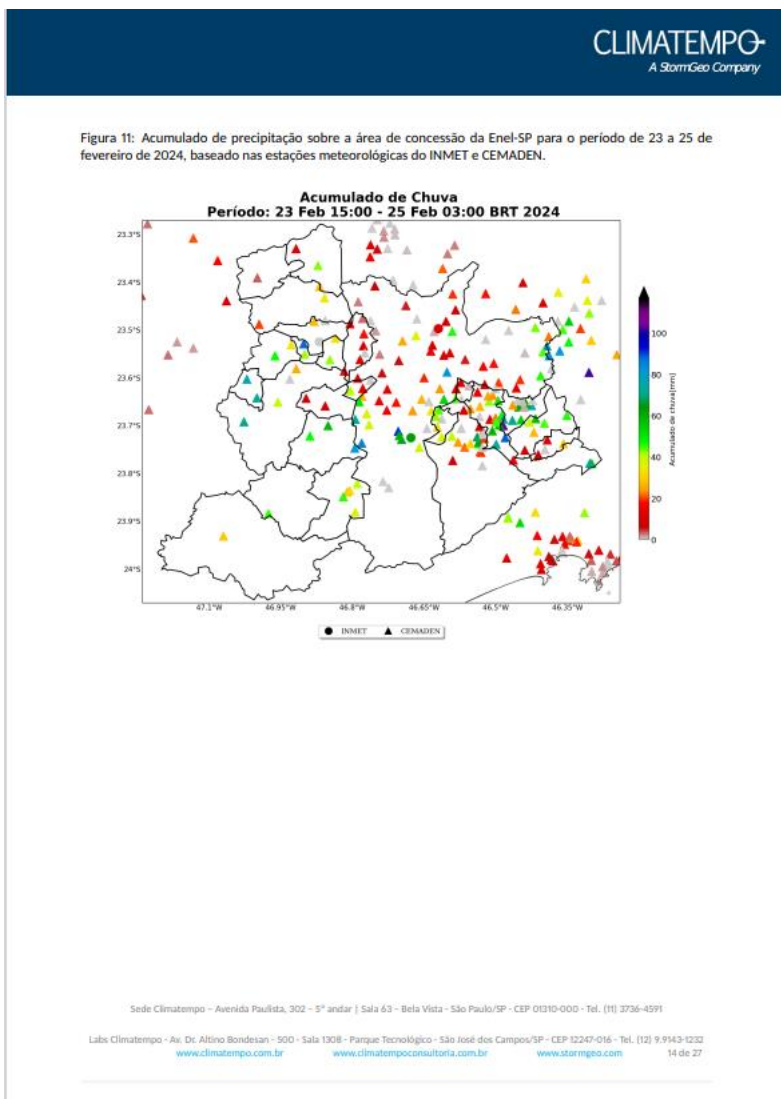 CLIMATEMPO
A StormGeo Company
Figura 11: Acumulado de precipitação sobre a área de concessão da Enel-SP para o período de 23 a 25 de
fevereiro de 2024, baseado nas estações meteorológicas do INMET e CEMADEN.
Acumulado de Chuva
Período: 23 Feb 15:00 - 25 Feb 03:00 BRT 2024
23.3°S
23.4°S
23.5°S
23.6°S
23.7°S
23.8°S
23.9°S
24°S
47.1°W 46.95°W 46.8°W 46.65°W 46.5°W 46.35°W
100
80
60
40
20
0
Acumulado de chuva[mm]
INMET CEMADEN
Sede Climatempo – Avenida Paulista, 302 – 5° andar | Sala 63 – Bela Vista - São Paulo/SP - CEP 01310-000 - Tel. (11) 3736-4591
Labs Climatempo - Av. Dr. Altino Bondesan - 500 - Sala 1308 - Parque Tecnológico - São José dos Campos/SP - CEP 12247-016 - Tel. (12) 9.9143-1232
www.climatempo.com.br www.climatempoconsultoria.com.br www.stormgeo.com 14 de 27